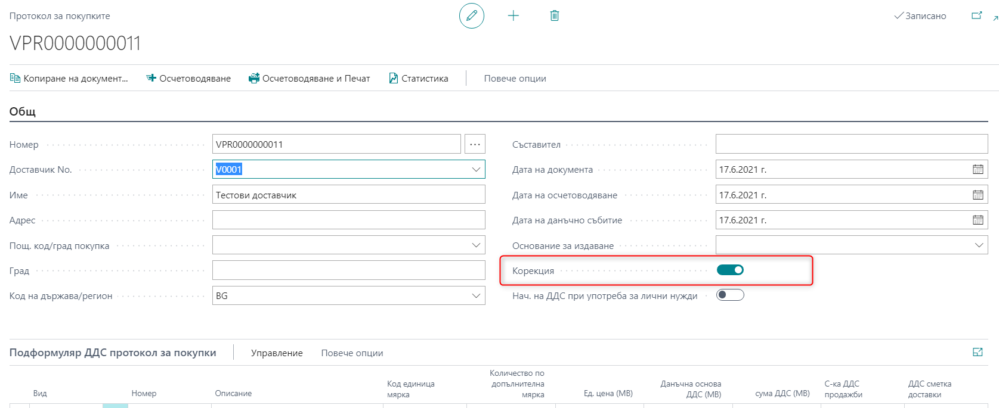 Протокол за покупките
Записано
VPR0000000011
Копиране на документ...
Осчетоводяване
Осчетоводяване и Печат
Статистика
Повече опции
Общ
Номер
VPR0000000011
Доставчик No.
V0001
Име
Тестови доставчик
Адрес
Пощ. код/град покупка
Град
Код на държава/регион
BG
Съставител
Дата на документа
17.6.2021 г.
Дата на осчетоводяване
17.6.2021 г.
Дата на данъчно събитие
17.6.2021 г.
Основание за издаване
Корекция
Нач. на ДДС при употреба за лични нужди
Подформуляр ДДС протокол за покупки
Управление
Повече опции
Вид
Номер
Описание
Код единица
мярка
Количество по
допълнителна
мярка
Ед. цена (МВ)
Данъчна основа
ДДС (МВ)
сума ДДС (МВ)
С-ка ДДС
продажби
ДДС сметка
доставки